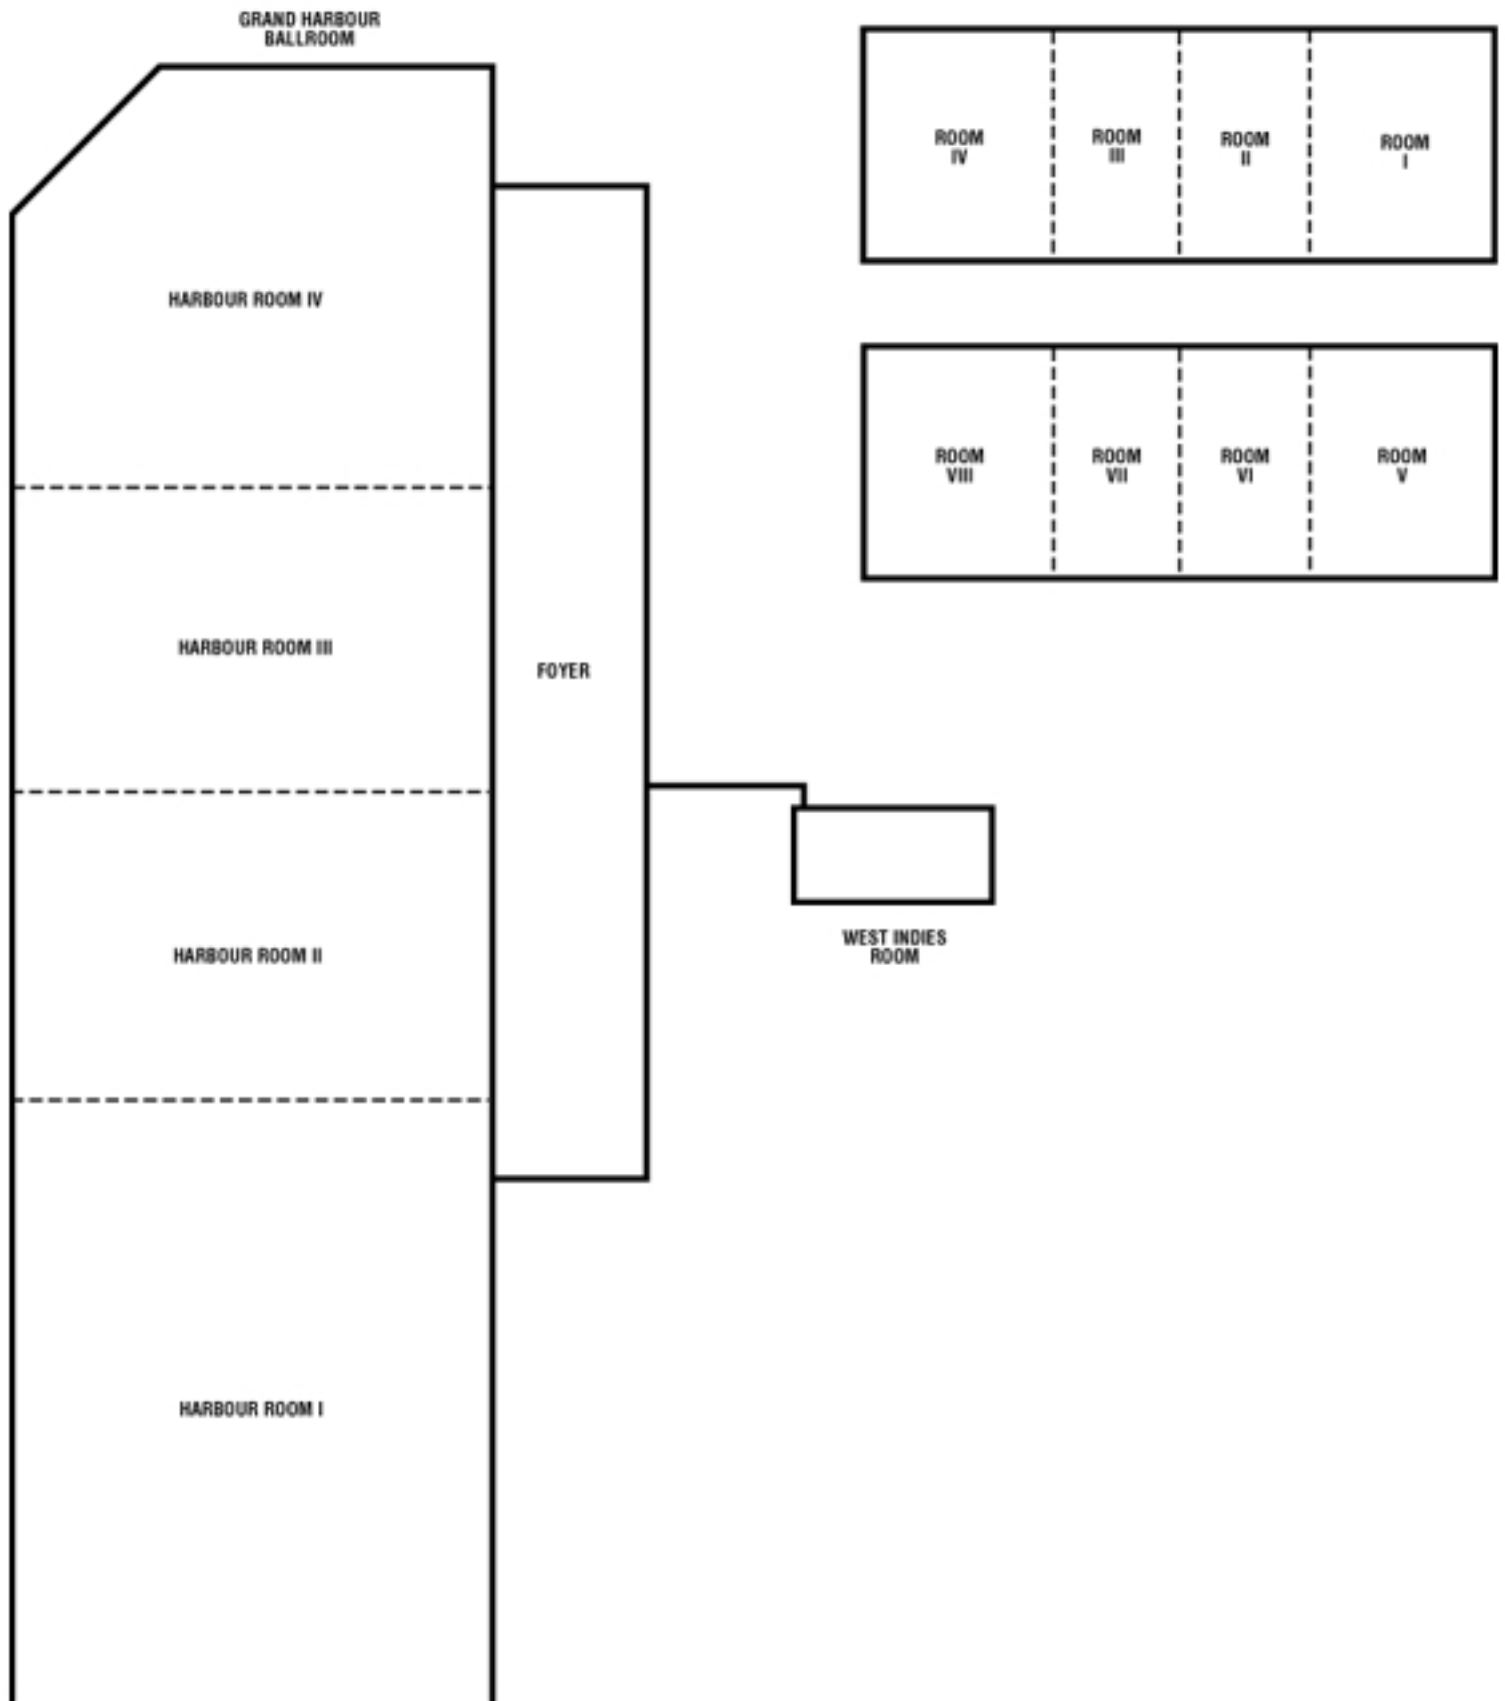 GRAND HARBOUR
BALLROOM
HARBOUR ROOM IV
HARBOUR ROOM III
HARBOUR ROOM II
HARBOUR ROOM I
FOYER
ROOM
IV
ROOM
III
ROOM
II
ROOM
I
ROOM
VIII
ROOM
VII
ROOM
VI
ROOM
V
WEST INDIES
ROOM